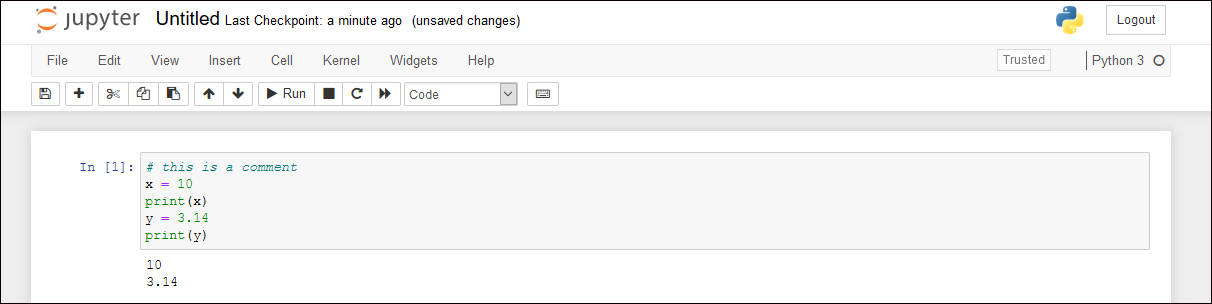 jupyter Untitled Last Checkpoint: a minute ago (unsaved changes) Logout
File Edit View Insert Cell Kernel Widgets Help Trusted Python 3
Run Code
In [1]: # this is a comment
x = 10
print(x)
y = 3.14
print(y)
10
3.14